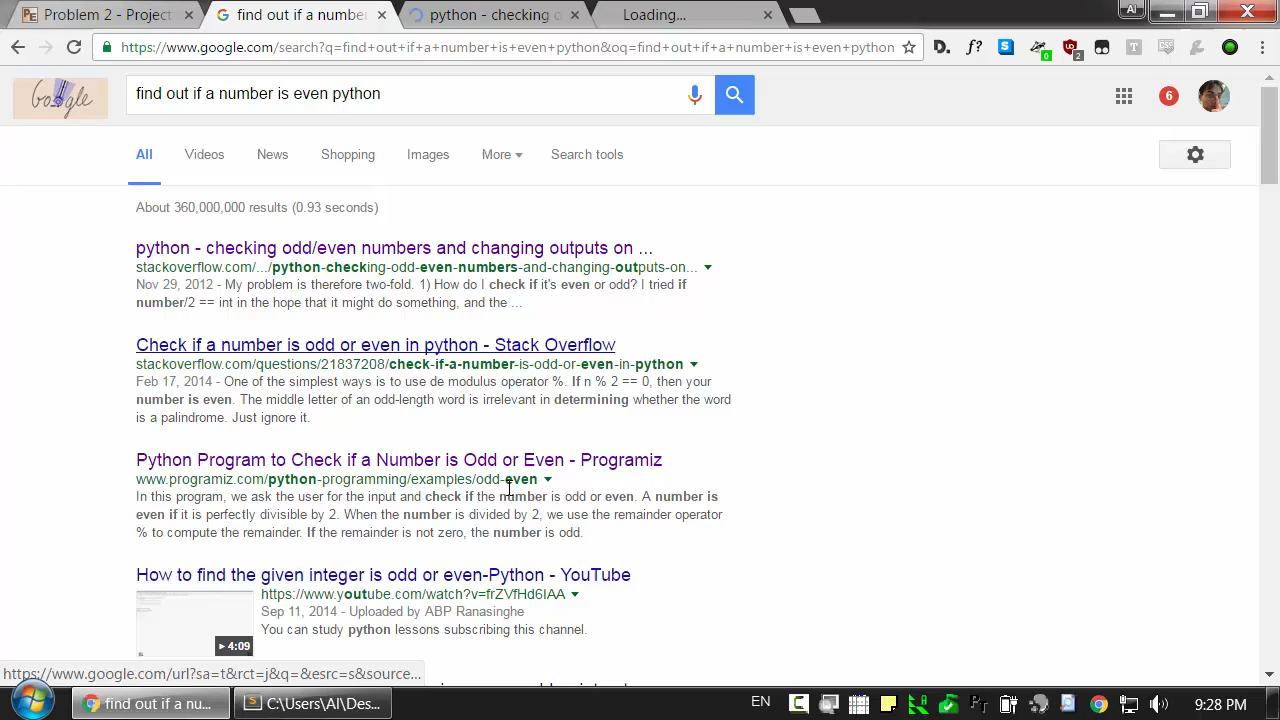 Problem 2 - Project
find out if a number
python - checking o
Loading...
Ai
https://www.google.com/search?q=find+out+if+a+number+is+even+python&oq=find+out+if+a+number+is+even+python
D.
f?
S
0
2
T
DSC
Google
find out if a number is even python
6
All
Videos
News
Shopping
Images
More
Search tools
About 360,000,000 results (0.93 seconds)
python - checking odd/even numbers and changing outputs on ...
stackoverflow.com/.../python-checking-odd-even-numbers-and-changing-outputs-on...
Nov 29, 2012 - My problem is therefore two-fold. 1) How do I check if it's even or odd? I tried if
number/2 == int in the hope that it might do something, and the ...
Check if a number is odd or even in python - Stack Overflow
stackoverflow.com/questions/21837208/check-if-a-number-is-odd-or-even-in-python
Feb 17, 2014 - One of the simplest ways is to use de modulus operator %. If n % 2 == 0, then your
number is even. The middle letter of an odd-length word is irrelevant in determining whether the word
is a palindrome. Just ignore it.
Python Program to Check if a Number is Odd or Even - Programiz
www.programiz.com/python-programming/examples/odd-even
In this program, we ask the user for the input and check if the number is odd or even. A number is
even if it is perfectly divisible by 2. When the number is divided by 2, we use the remainder operator
% to compute the remainder. If the remainder is not zero, the number is odd.
How to find the given integer is odd or even-Python - YouTube
https://www.youtube.com/watch?v=frZVfHd6IAA
Sep 11, 2014 - Uploaded by ABP Ranasinghe
You can study python lessons subscribing this channel.
4:09
https://www.google.com/url?sa=t&rct=j&q=&esrc=s&source...
find out if a nu...
C:\Users\Al\Des...
EN
9:28 PM